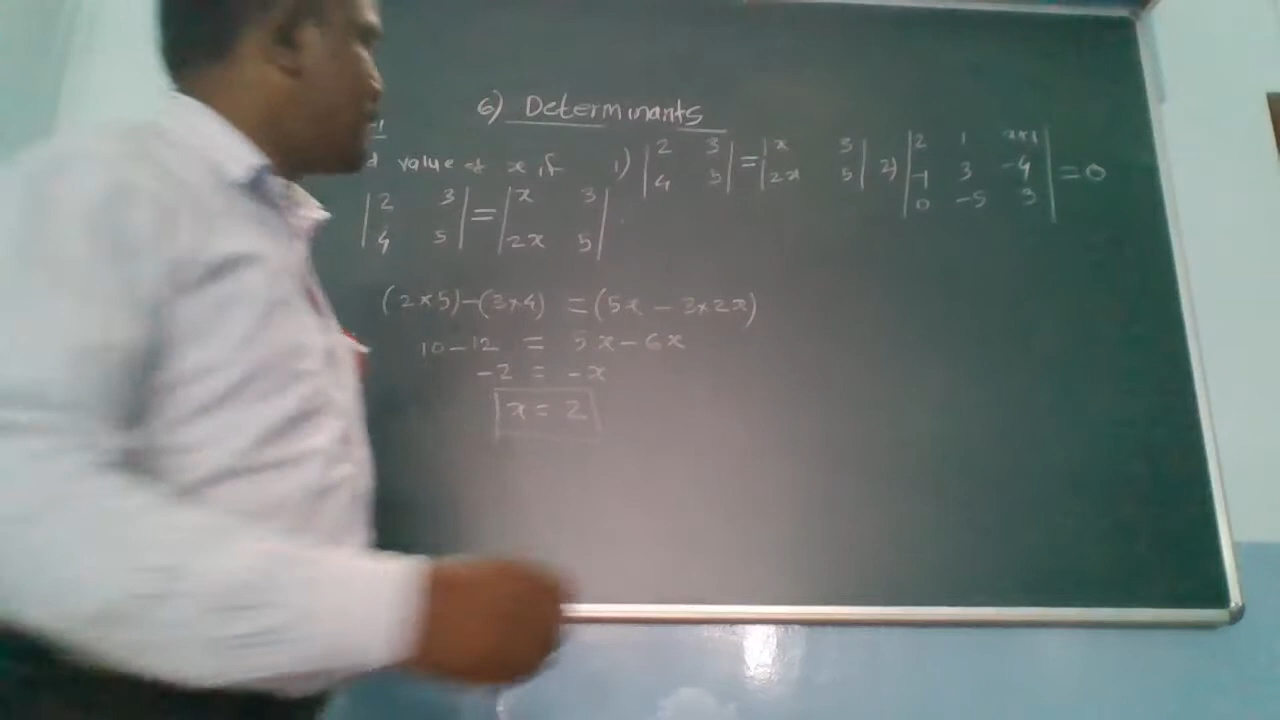 6) Determinants
value of x if 1) |2 3; 4 5| = |x 3; 2x 5| 2) |2 1 x+1; -1 3 -4; 0 -5 3| = 0
|2 3; 4 5| = |x 3; 2x 5|
(2×5)-(3×4) = (5x - 3×2x)
10-12 = 5x-6x
-2 = -x
x = 2